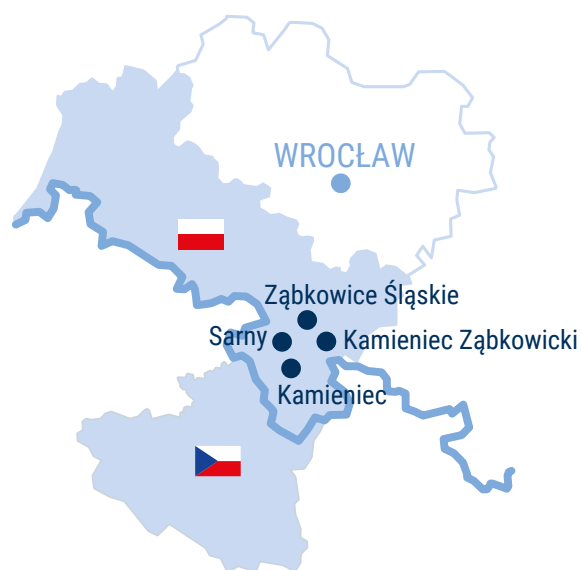 WROCŁAW
Ząbkowice Śląskie
Sarny
Kamieniec Ząbkowicki
Kamieniec